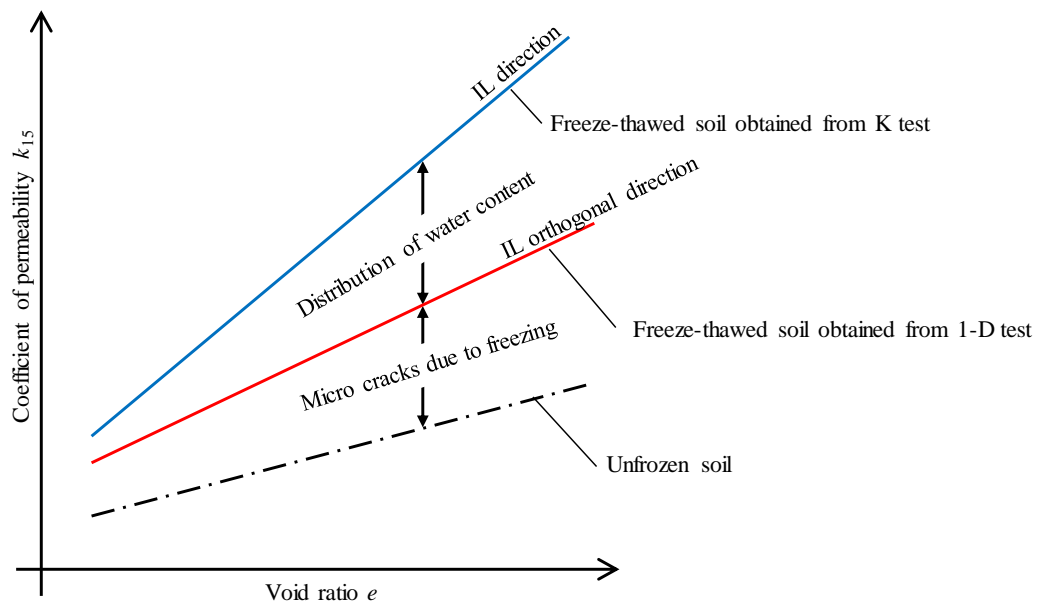 Coefficient of permeability k15
IL direction
Freeze-thawed soil obtained from K test
Distribution of water content
IL orthogonal direction
Freeze-thawed soil obtained from 1-D test
Micro cracks due to freezing
Unfrozen soil
Void ratio e